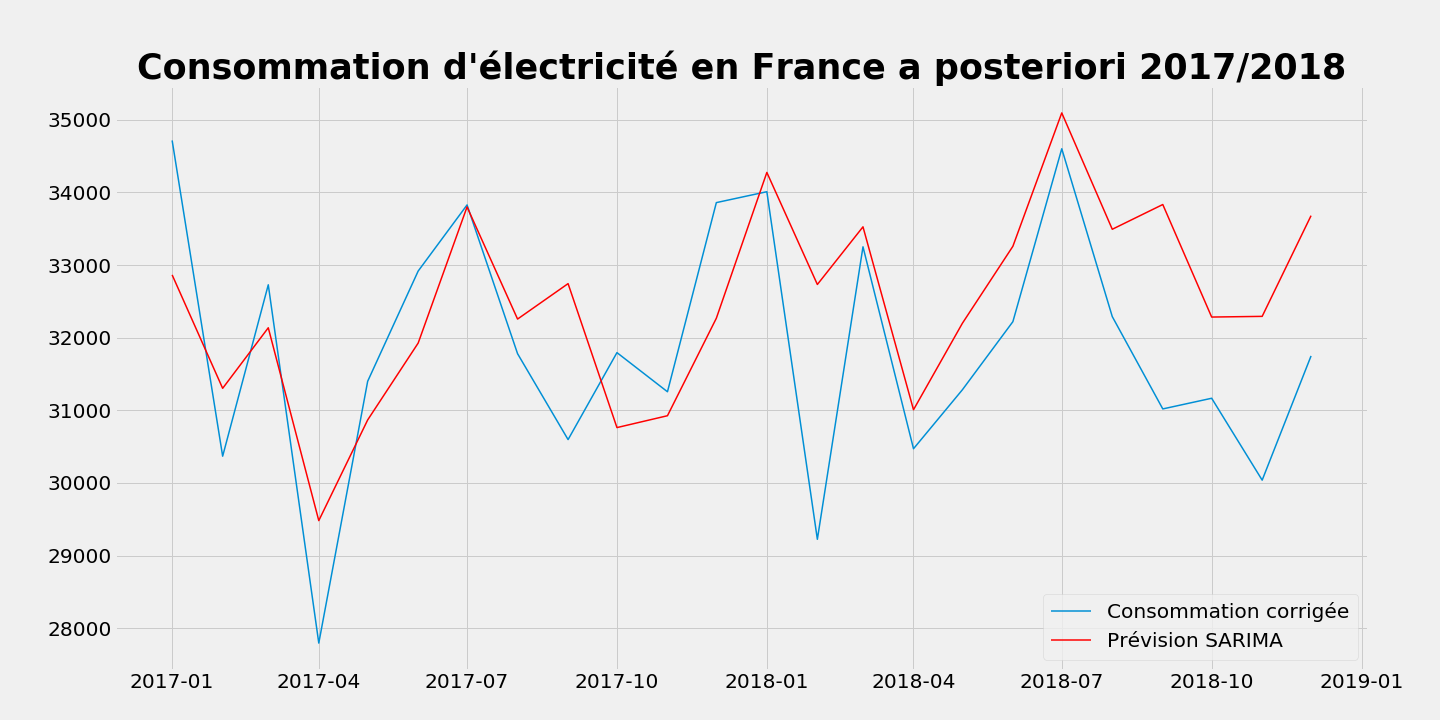 Consommation d'électricité en France a posteriori 2017/2018
35000
34000
33000
32000
31000
30000
29000
28000
Consommation corrigée
Prévision SARIMA
2017-01 2017-04 2017-07 2017-10 2018-01 2018-04 2018-07 2018-10 2019-01